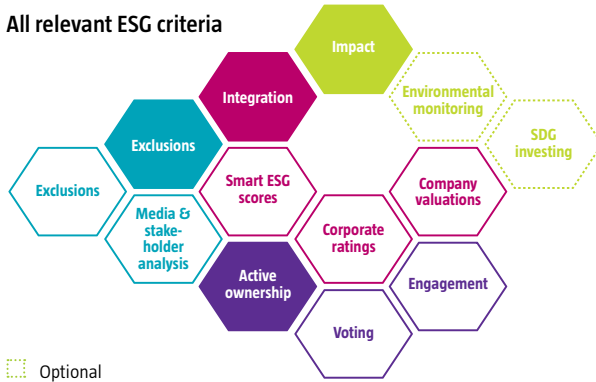 All relevant ESG criteria
Impact
Integration
Environmental
monitoring
SDG
investing
Exclusions
Exclusions
Smart ESG
scores
Company
valuations
Media &
stake-
holder
analysis
Corporate
ratings
Active
ownership
Engagement
Voting
Optional